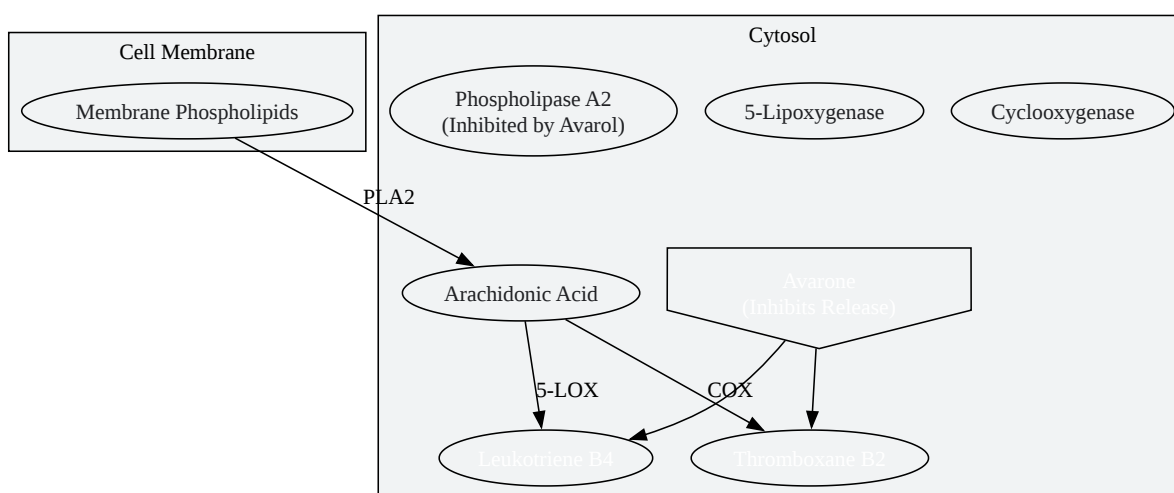 Cell Membrane
Cytosol
Membrane Phospholipids
Phospholipase A2
(Inhibited by Avarol)
5-Lipoxygenase
Cyclooxygenase
PLA2
Arachidonic Acid
Avarone
(Inhibits Release)
5-LOX
COX
Leukotriene B4
Thromboxane B2